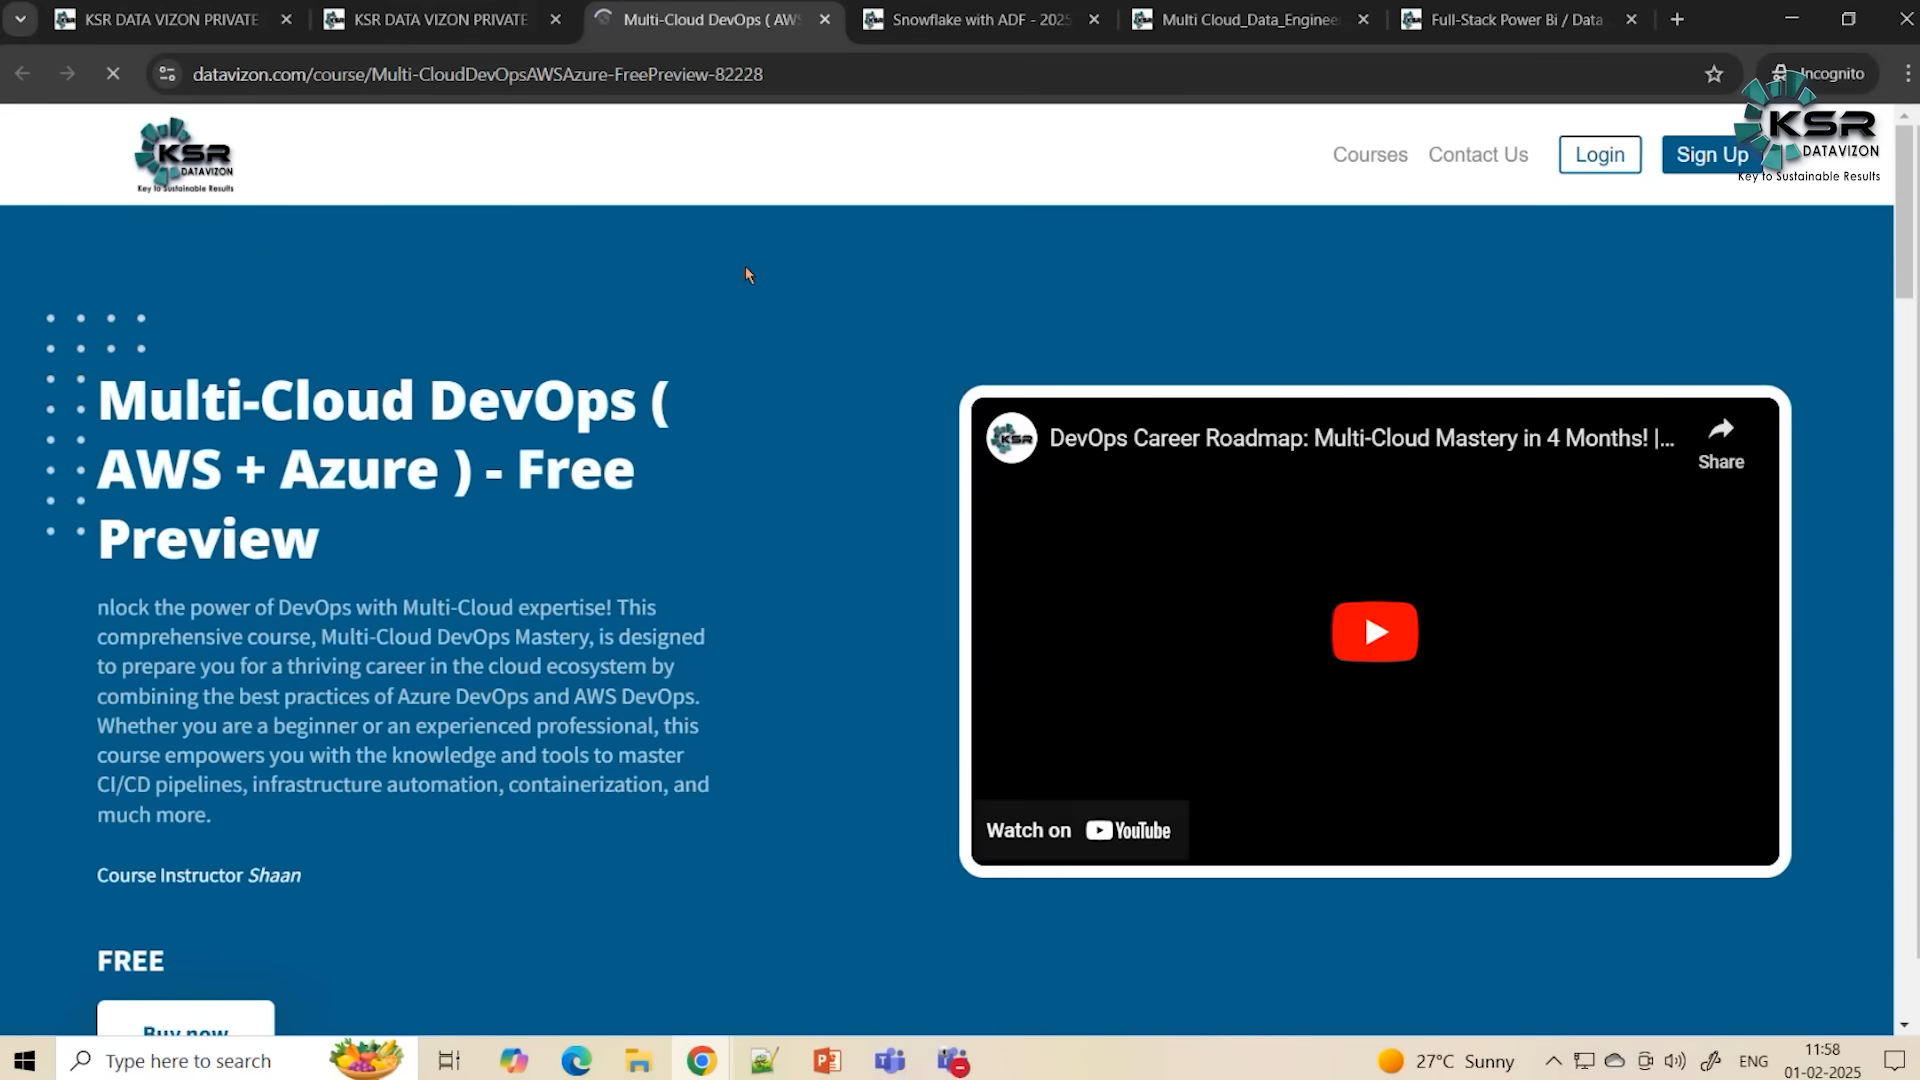 KSR DATA VIZON PRIVATE
KSR DATA VIZON PRIVATE
Multi-Cloud DevOps ( AWS
Snowflake with ADF - 2025
Multi Cloud_Data_Enginee
Full-Stack Power Bi / Data
datavizon.com/course/Multi-CloudDevOpsAWSAzure-FreePreview-82228
Incognito
KSR
DATAVIZON
Key to Sustainable Results
Courses
Contact Us
Login
Sign Up
KSR
DATAVIZON
Key to Sustainable Results
Multi-Cloud DevOps (
AWS + Azure ) - Free
Preview
nlock the power of DevOps with Multi-Cloud expertise! This
comprehensive course, Multi-Cloud DevOps Mastery, is designed
to prepare you for a thriving career in the cloud ecosystem by
combining the best practices of Azure DevOps and AWS DevOps.
Whether you are a beginner or an experienced professional, this
course empowers you with the knowledge and tools to master
CI/CD pipelines, infrastructure automation, containerization, and
much more.
Course Instructor Shaan
FREE
Buy now
KSR
DevOps Career Roadmap: Multi-Cloud Mastery in 4 Months! |...
Share
Watch on YouTube
Type here to search
27°C Sunny
ENG
11:58
01-02-2025